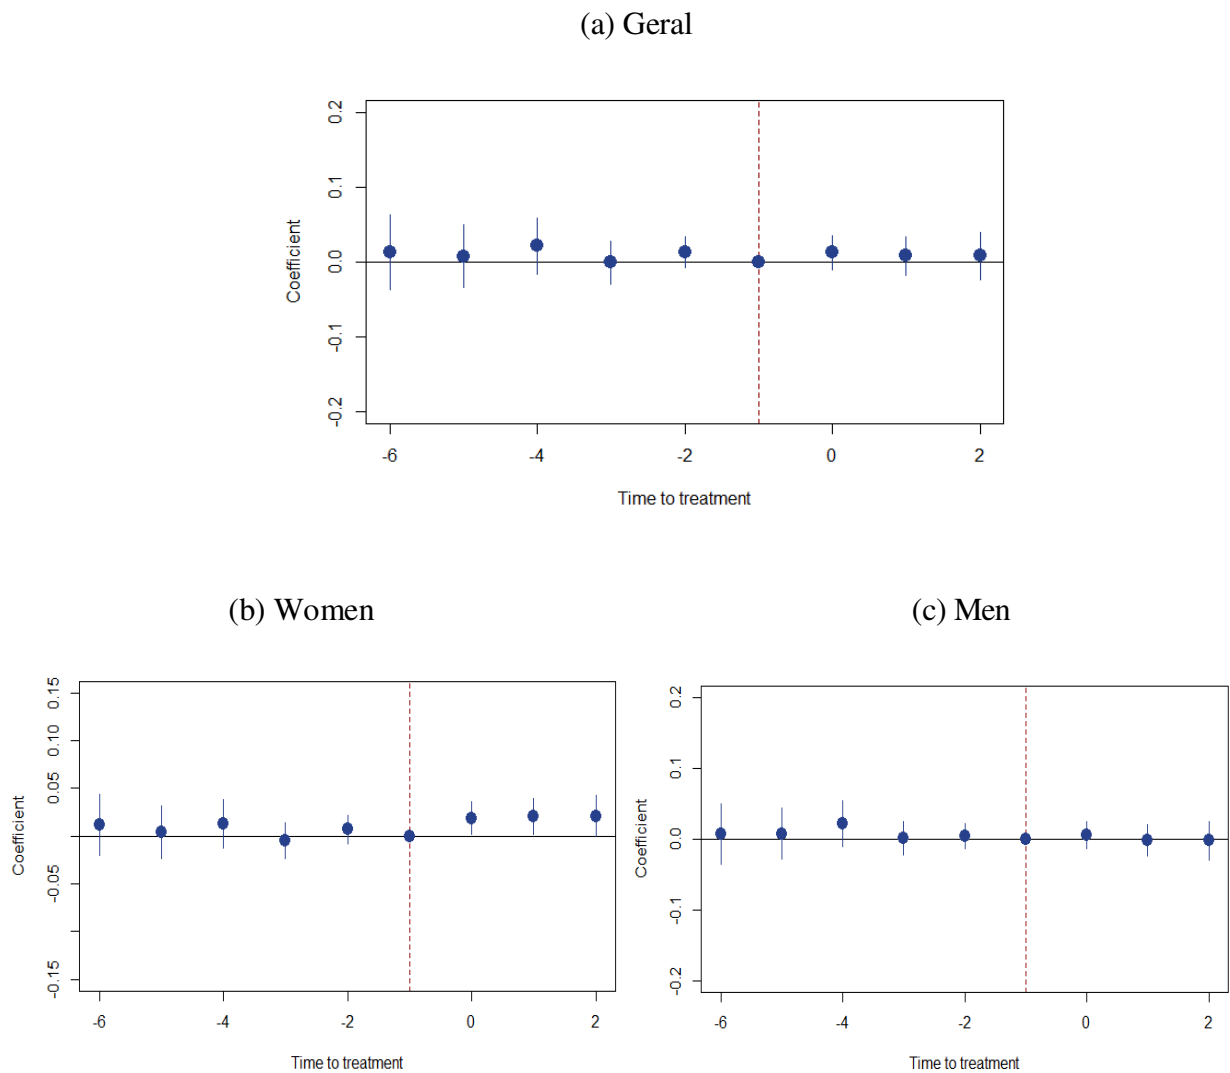 (a) Geral
0.2
0.1
0.0
-0.1
-0.2
Coefficient
-6 -4 -2 0 2
Time to treatment
(b) Women
0.15
0.10
0.05
-0.05
-0.15
Coefficient
-6 -4 -2 0 2
Time to treatment
(c) Men
0.2
0.1
0.0
-0.1
-0.2
Coefficient
-6 -4 -2 0 2
Time to treatment